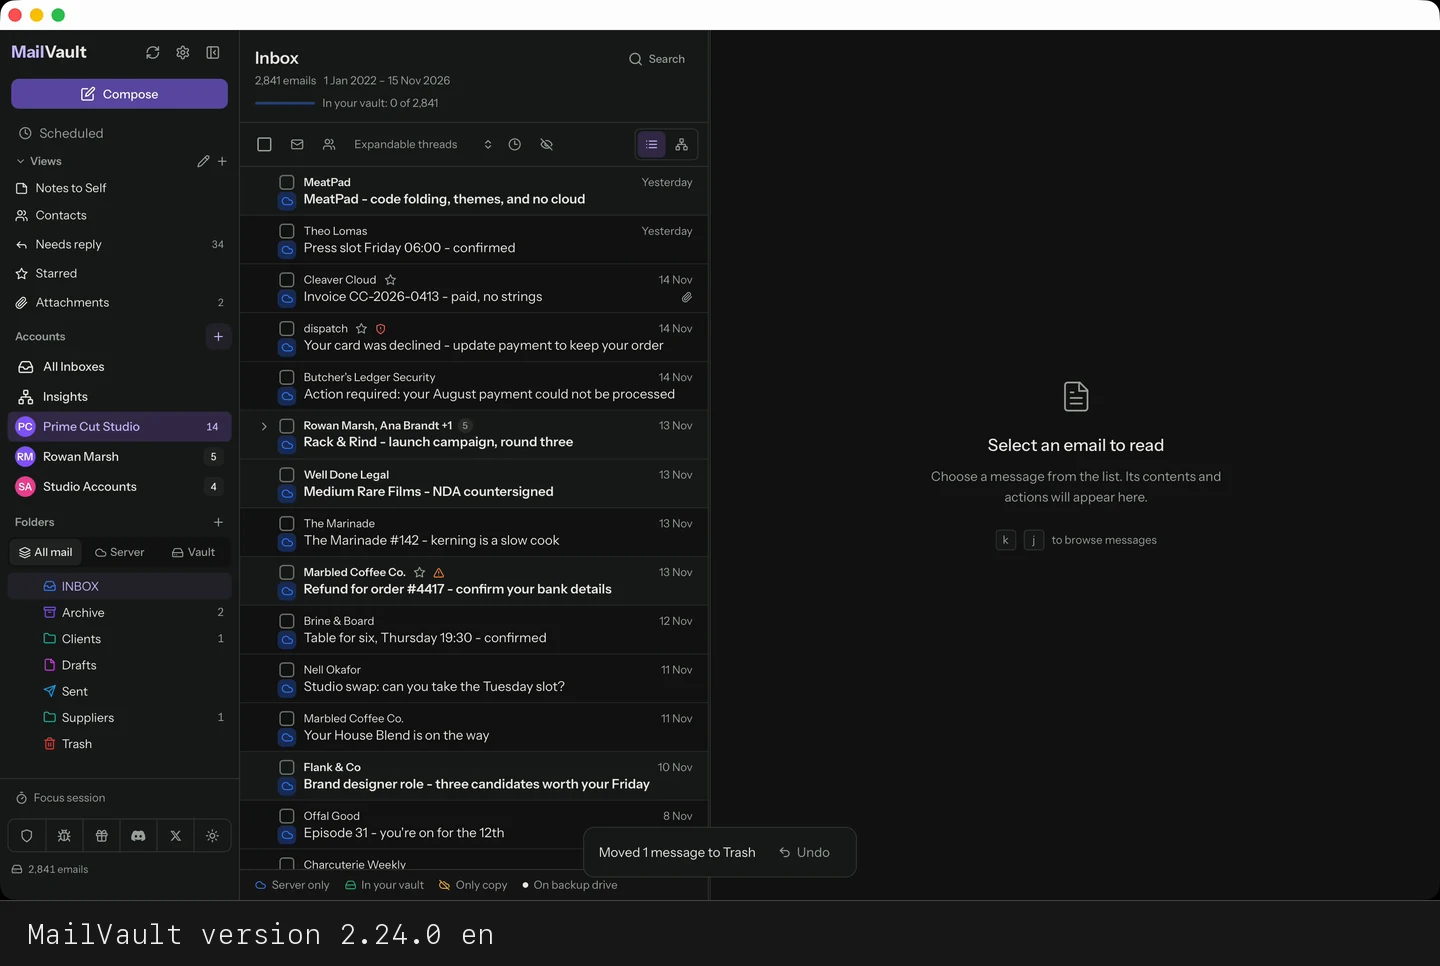 MailVault
Compose
Scheduled
Views
Notes to Self
Contacts
Needs reply 34
Starred
Attachments 2
Accounts
All Inboxes
Insights
PC Prime Cut Studio 14
RM Rowan Marsh 5
SA Studio Accounts 4
Folders
All mail Server Vault
INBOX
Archive 2
Clients 1
Drafts
Sent
Suppliers 1
Trash
Focus session
2,841 emails
Inbox
Search
2,841 emails 1 Jan 2022 – 15 Nov 2026
In your vault: 0 of 2,841
Expandable threads
MeatPad Yesterday
MeatPad - code folding, themes, and no cloud
Theo Lomas Yesterday
Press slot Friday 06:00 - confirmed
Cleaver Cloud 14 Nov
Invoice CC-2026-0413 - paid, no strings
dispatch 14 Nov
Your card was declined - update payment to keep your order
Butcher's Ledger Security 14 Nov
Action required: your August payment could not be processed
Rowan Marsh, Ana Brandt +1 5 13 Nov
Rack & Rind - launch campaign, round three
Well Done Legal 13 Nov
Medium Rare Films - NDA countersigned
The Marinade 13 Nov
The Marinade #142 - kerning is a slow cook
Marbled Coffee Co. 13 Nov
Refund for order #4417 - confirm your bank details
Brine & Board 12 Nov
Table for six, Thursday 19:30 - confirmed
Nell Okafor 11 Nov
Studio swap: can you take the Tuesday slot?
Marbled Coffee Co. 11 Nov
Your House Blend is on the way
Flank & Co 10 Nov
Brand designer role - three candidates worth your Friday
Offal Good 8 Nov
Episode 31 - you're on for the 12th
Charcuterie Weekly
Server only In your vault Only copy On backup drive
Select an email to read
Choose a message from the list. Its contents and
actions will appear here.
k j to browse messages
Moved 1 message to Trash Undo
MailVault version 2.24.0 en